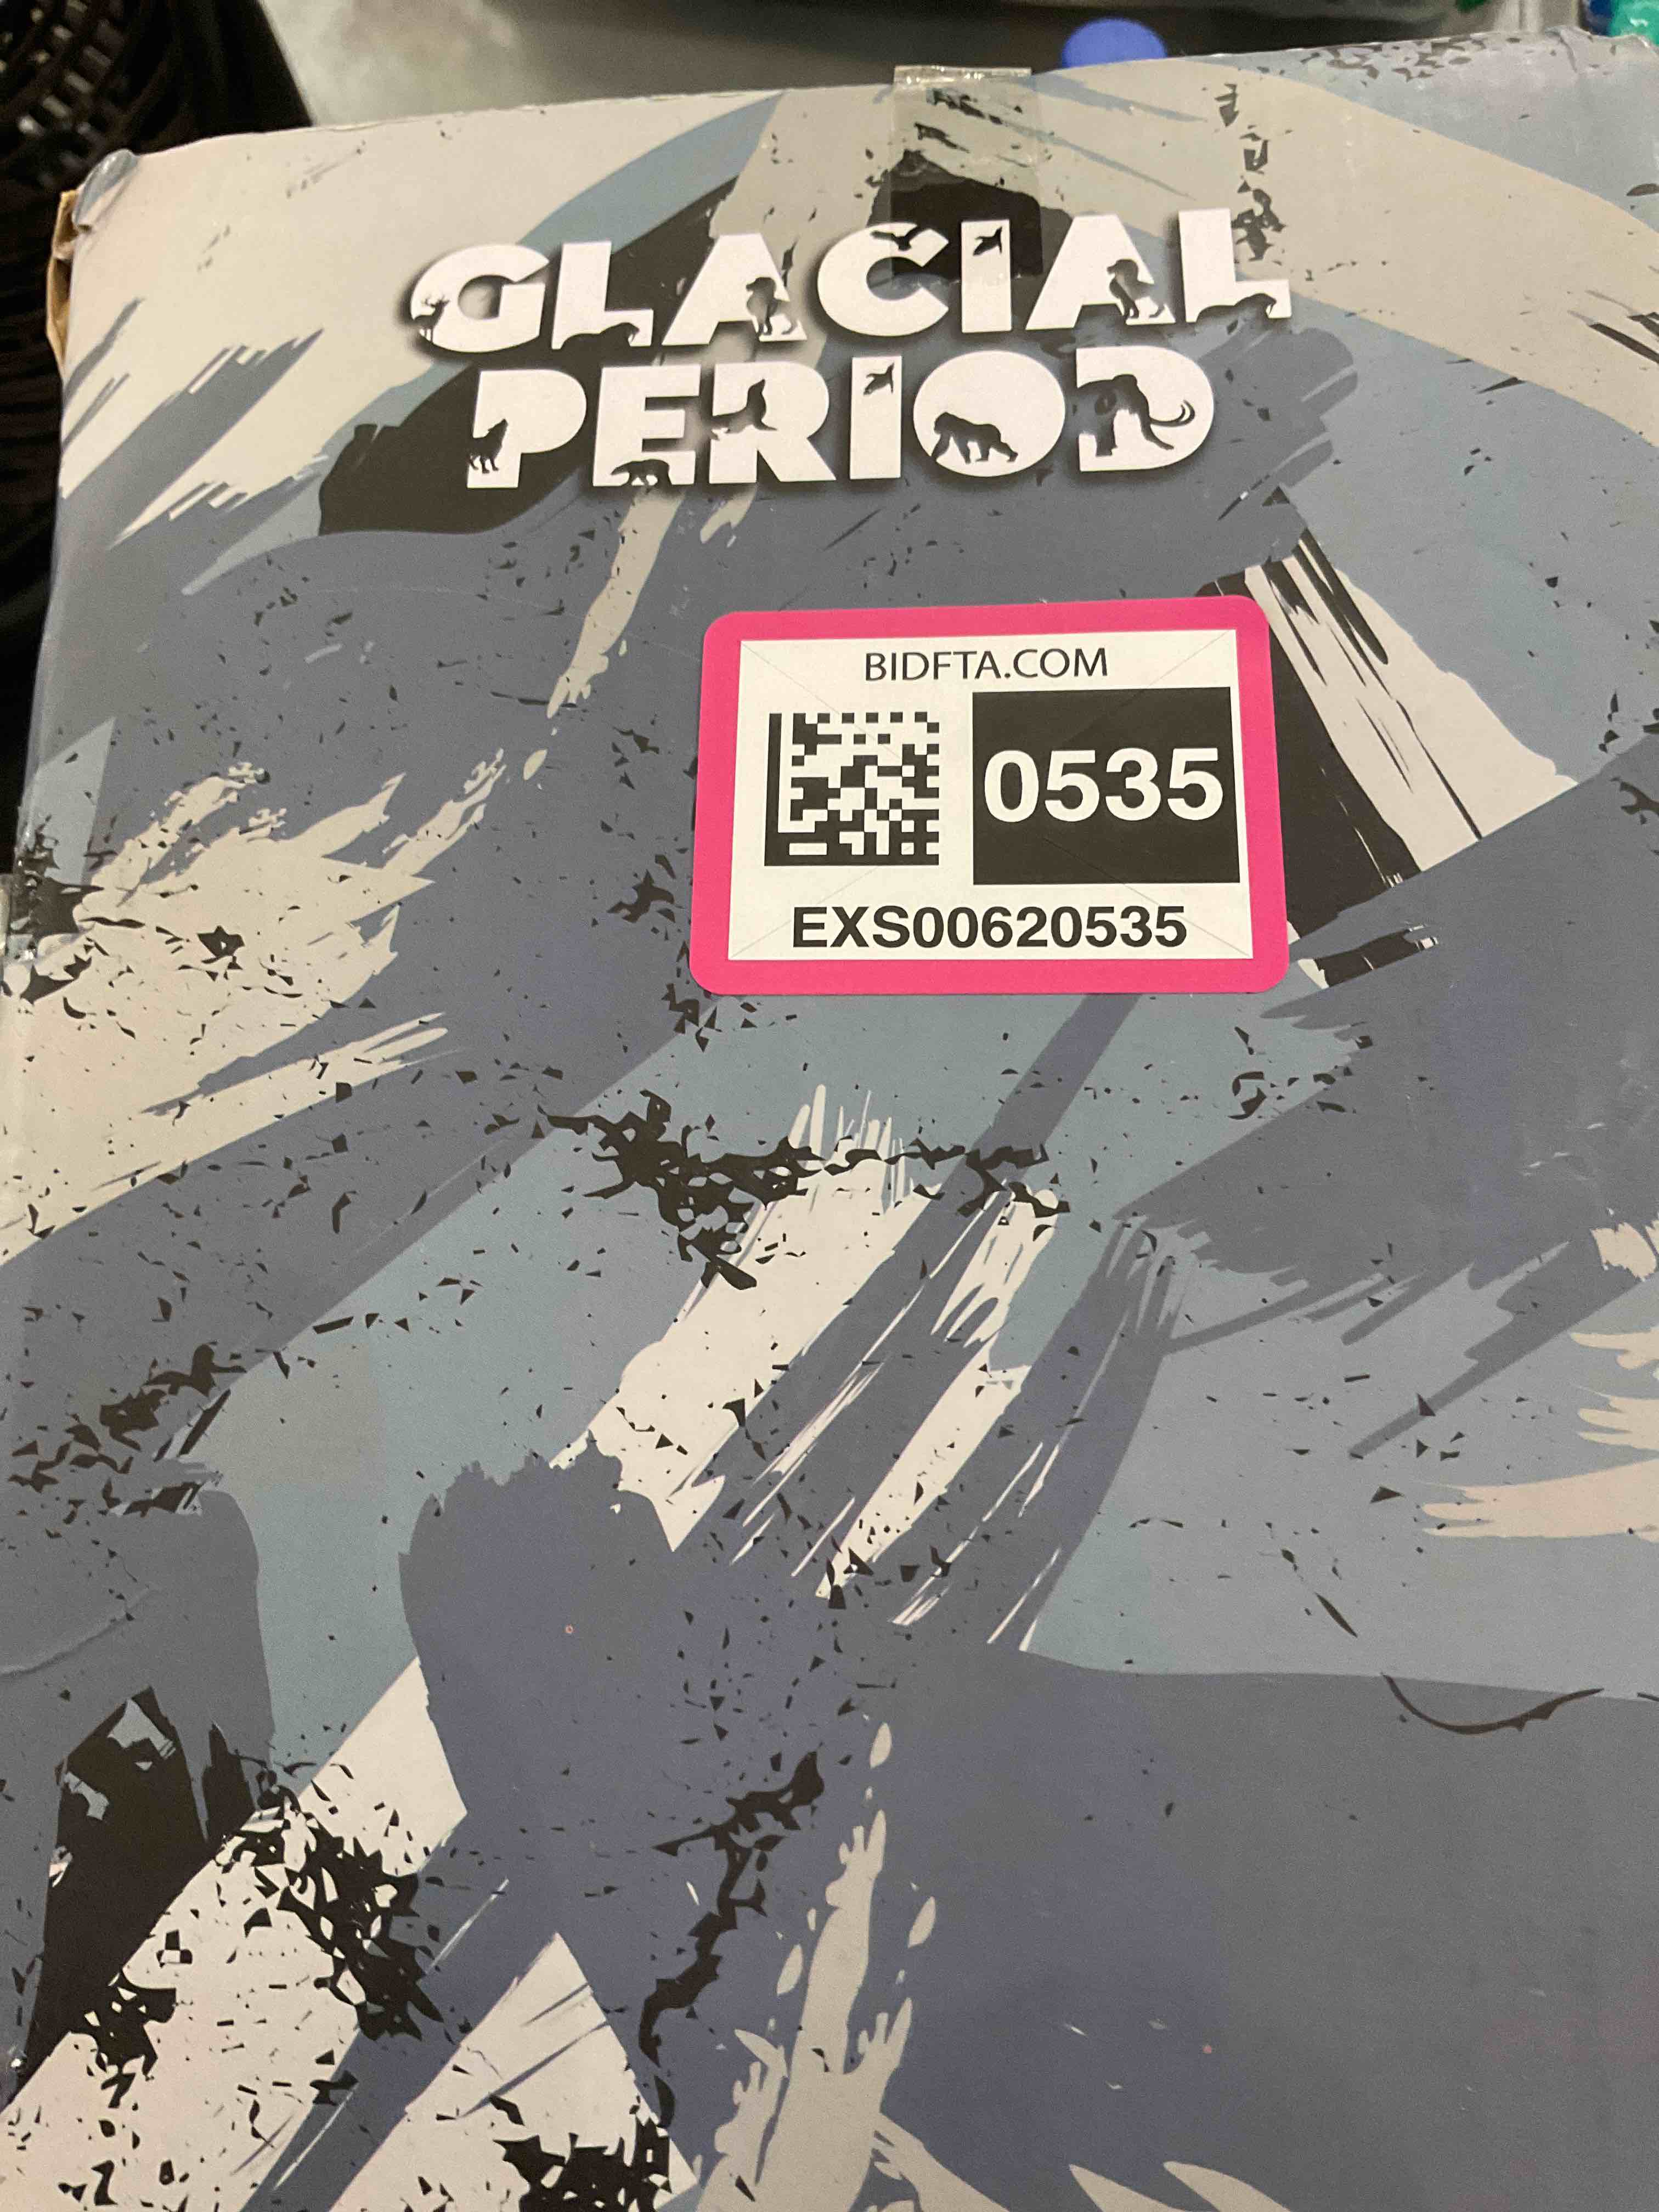 GLACIAL
PERIOD
BIDFTA.COM
0535
EXS00620535